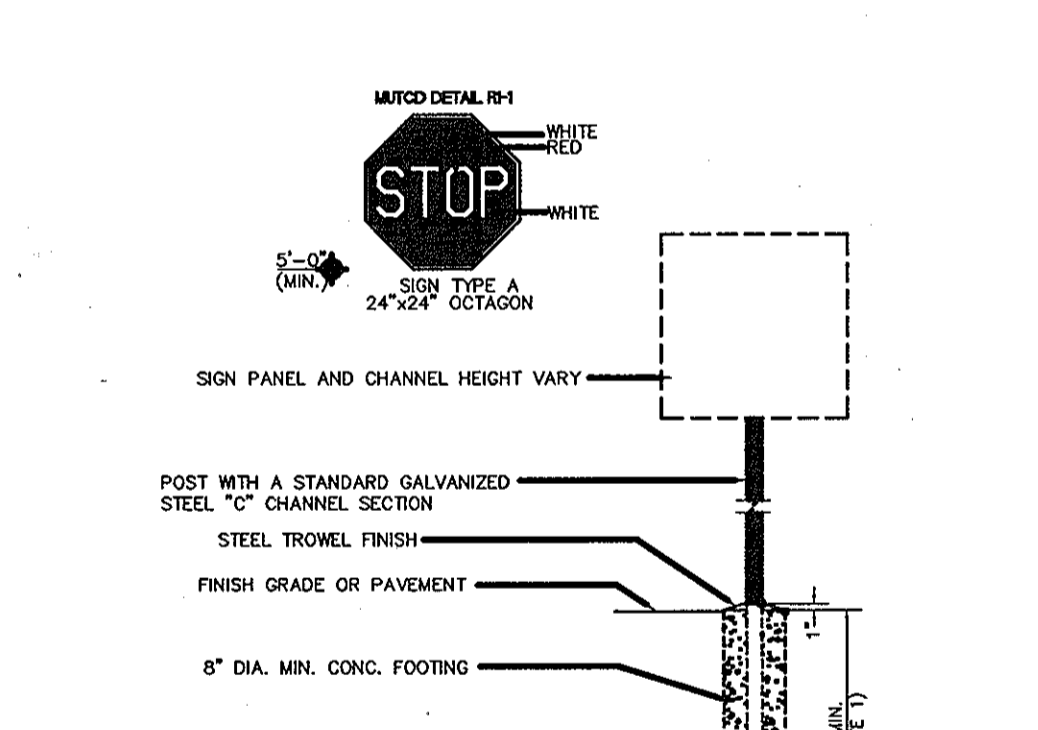 MUTCD DETAIL R1-1
WHITE
RED
STOP
WHITE
5'-0"
(MIN.)
SIGN TYPE A
24"x24" OCTAGON
SIGN PANEL AND CHANNEL HEIGHT VARY
POST WITH A STANDARD GALVANIZED
STEEL "C" CHANNEL SECTION
STEEL TROWEL FINISH
FINISH GRADE OR PAVEMENT
1"
8" DIA. MIN. CONC. FOOTING
MIN.
E 1)